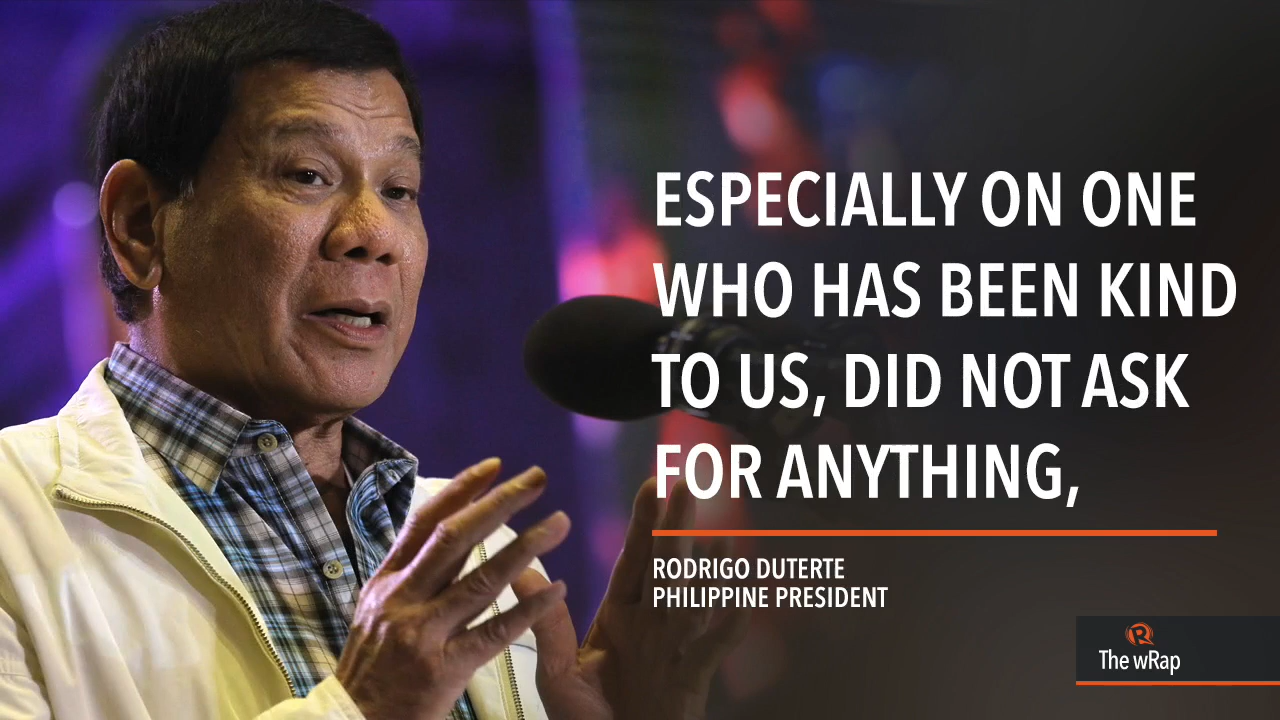 ESPECIALLY ON ONE
WHO HAS BEEN KIND
TO US, DID NOT ASK
FOR ANYTHING,
RODRIGO DUTERTE
PHILIPPINE PRESIDENT
R
The wRap